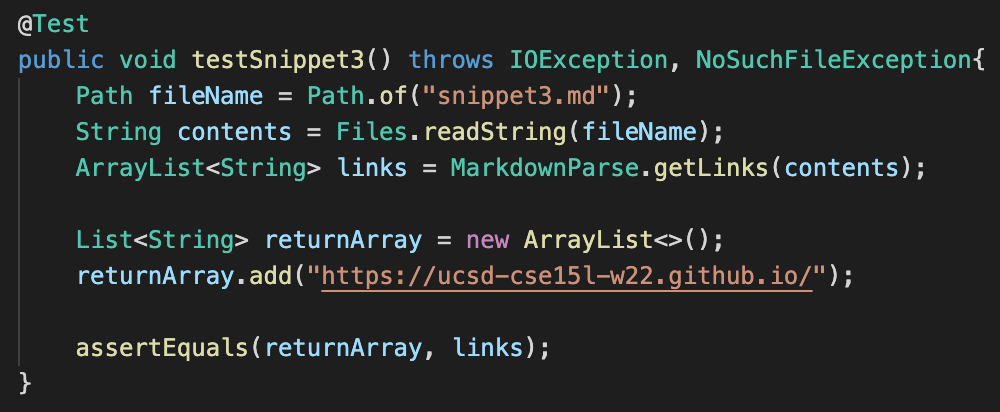 @Test
public void testSnippet3() throws IOException, NoSuchFileException{
    Path fileName = Path.of("snippet3.md");
    String contents = Files.readString(fileName);
    ArrayList<String> links = MarkdownParse.getLinks(contents);

    List<String> returnArray = new ArrayList<>();
    returnArray.add("https://ucsd-cse15l-w22.github.io/");

    assertEquals(returnArray, links);
}